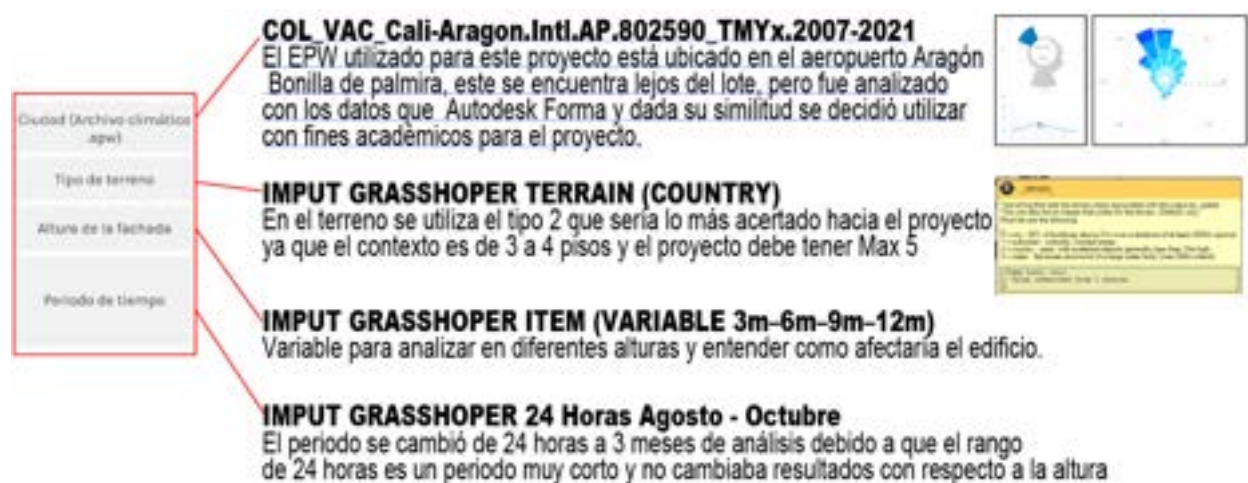 COL_VAC_Cali-Aragon.Intl.AP.802590_TMYx.2007-2021
El EPW utilizado para este proyecto está ubicado en el aeropuerto Aragón
Bonilla de palmira, este se encuentra lejos del lote, pero fue analizado
con los datos que Autodesk Forma y dada su similitud se decidió utilizar
con fines académicos para el proyecto.
Ciudad (Archivo climático
epw)
Tipo de terreno
IMPUT GRASSHOPER TERRAIN (COUNTRY)
En el terreno se utiliza el tipo 2 que sería lo más acertado hacia el proyecto
ya que el contexto es de 3 a 4 pisos y el proyecto debe tener Max 5
Altura de la fachada
Periodo de tiempo
IMPUT GRASSHOPER ITEM (VARIABLE 3m–6m–9m–12m)
Variable para analizar en diferentes alturas y entender como afectaría el edificio.
IMPUT GRASSHOPER 24 Horas Agosto - Octubre
El periodo se cambió de 24 horas a 3 meses de análisis debido a que el rango
de 24 horas es un periodo muy corto y no cambiaba resultados con respecto a la altura